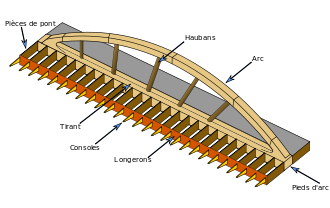 Pièces de pont
Haubans
Arc
Tirant
Consoles
Longerons
Pieds d'arc